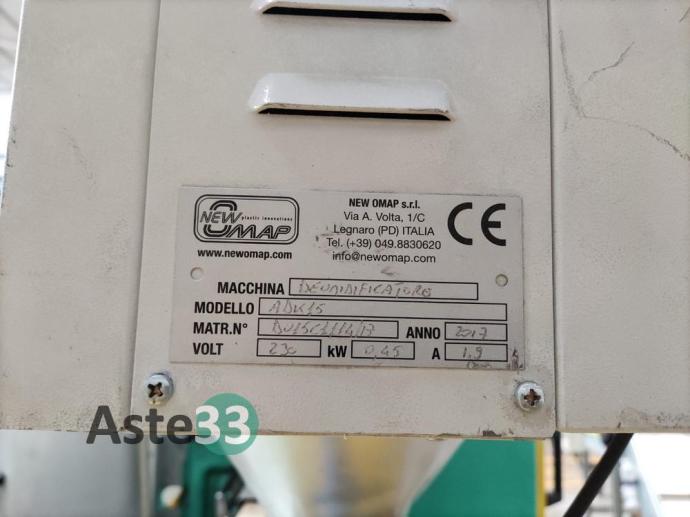 NEW
plastic innovations
OMAP
www.newomap.com
NEW OMAP s.r.l.
Via A. Volta, 1/C
Legnaro (PD) ITALIA
Tel. (+39) 049.8830620
info@newomap.com
CE
MACCHINA DEUMIDIFICATORE
MODELLO ADK15
MATR.N° ANNO 2017
VOLT 230 kW 0,45 A 1,9
Aste33